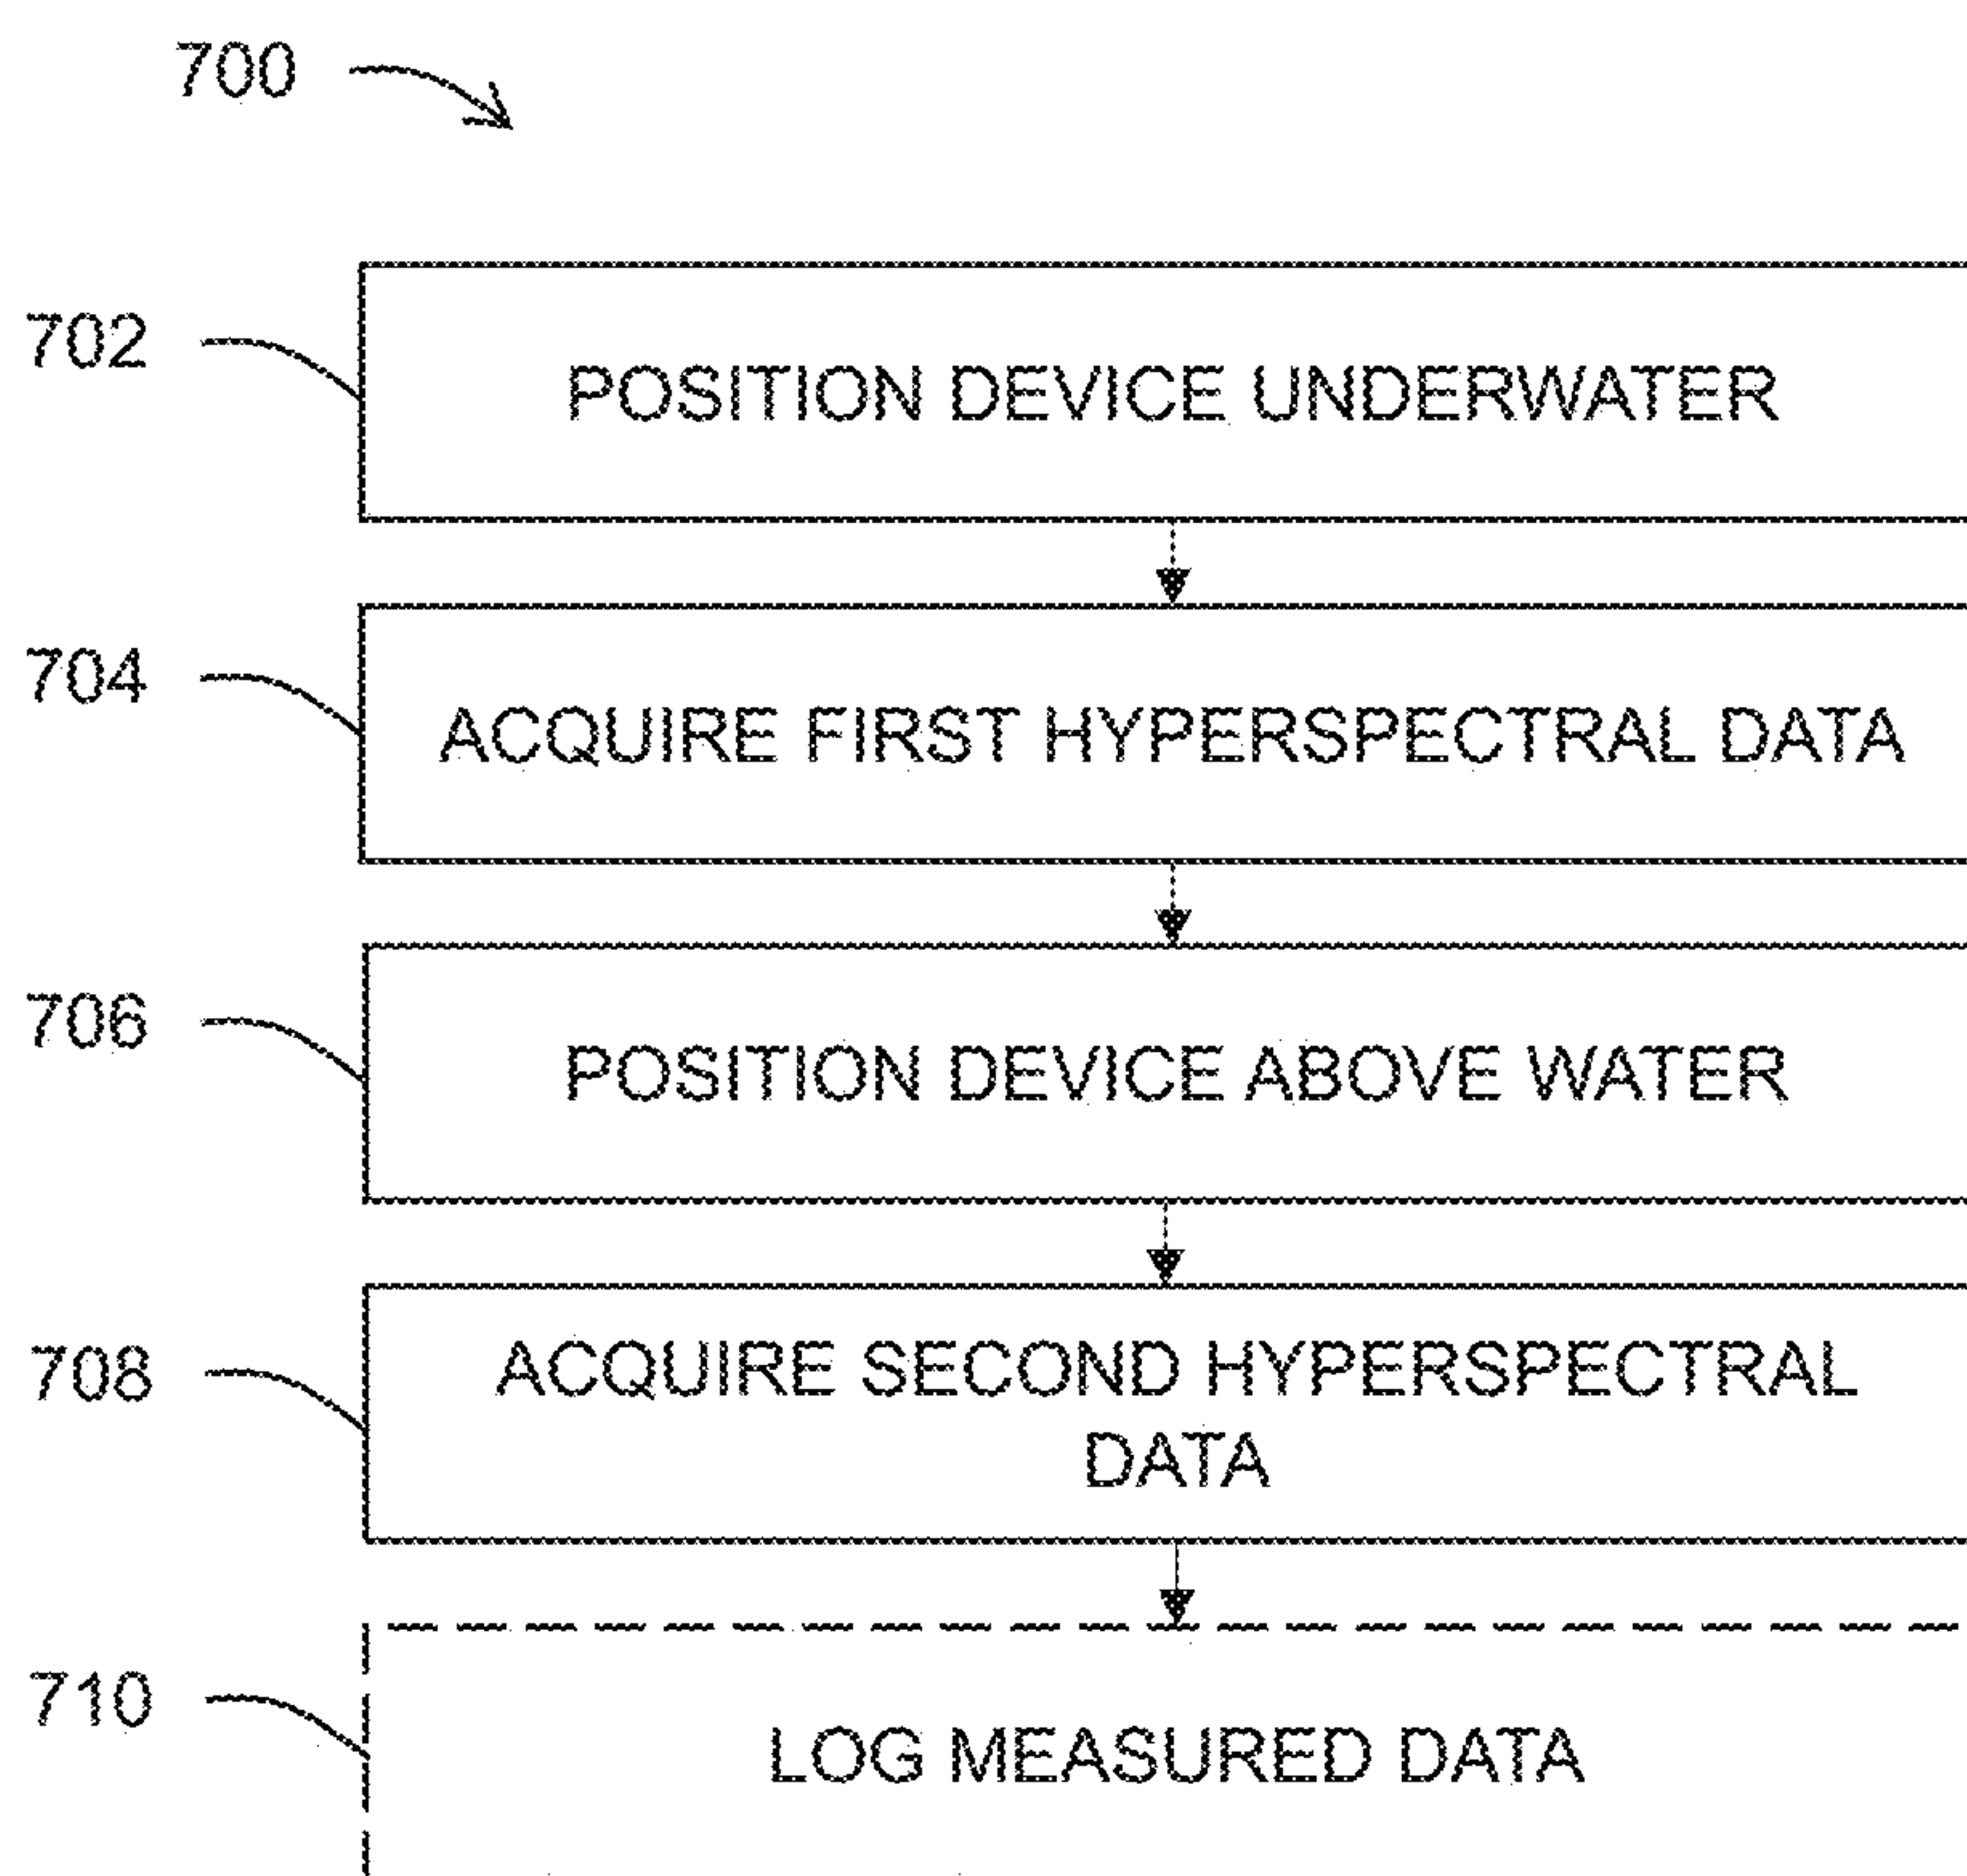 700
702
POSITION DEVICE UNDERWATER
704
ACQUIRE FIRST HYPERSPECTRAL DATA
706
POSITION DEVICE ABOVE WATER
708
ACQUIRE SECOND HYPERSPECTRAL
DATA
710
LOG MEASURED DATA